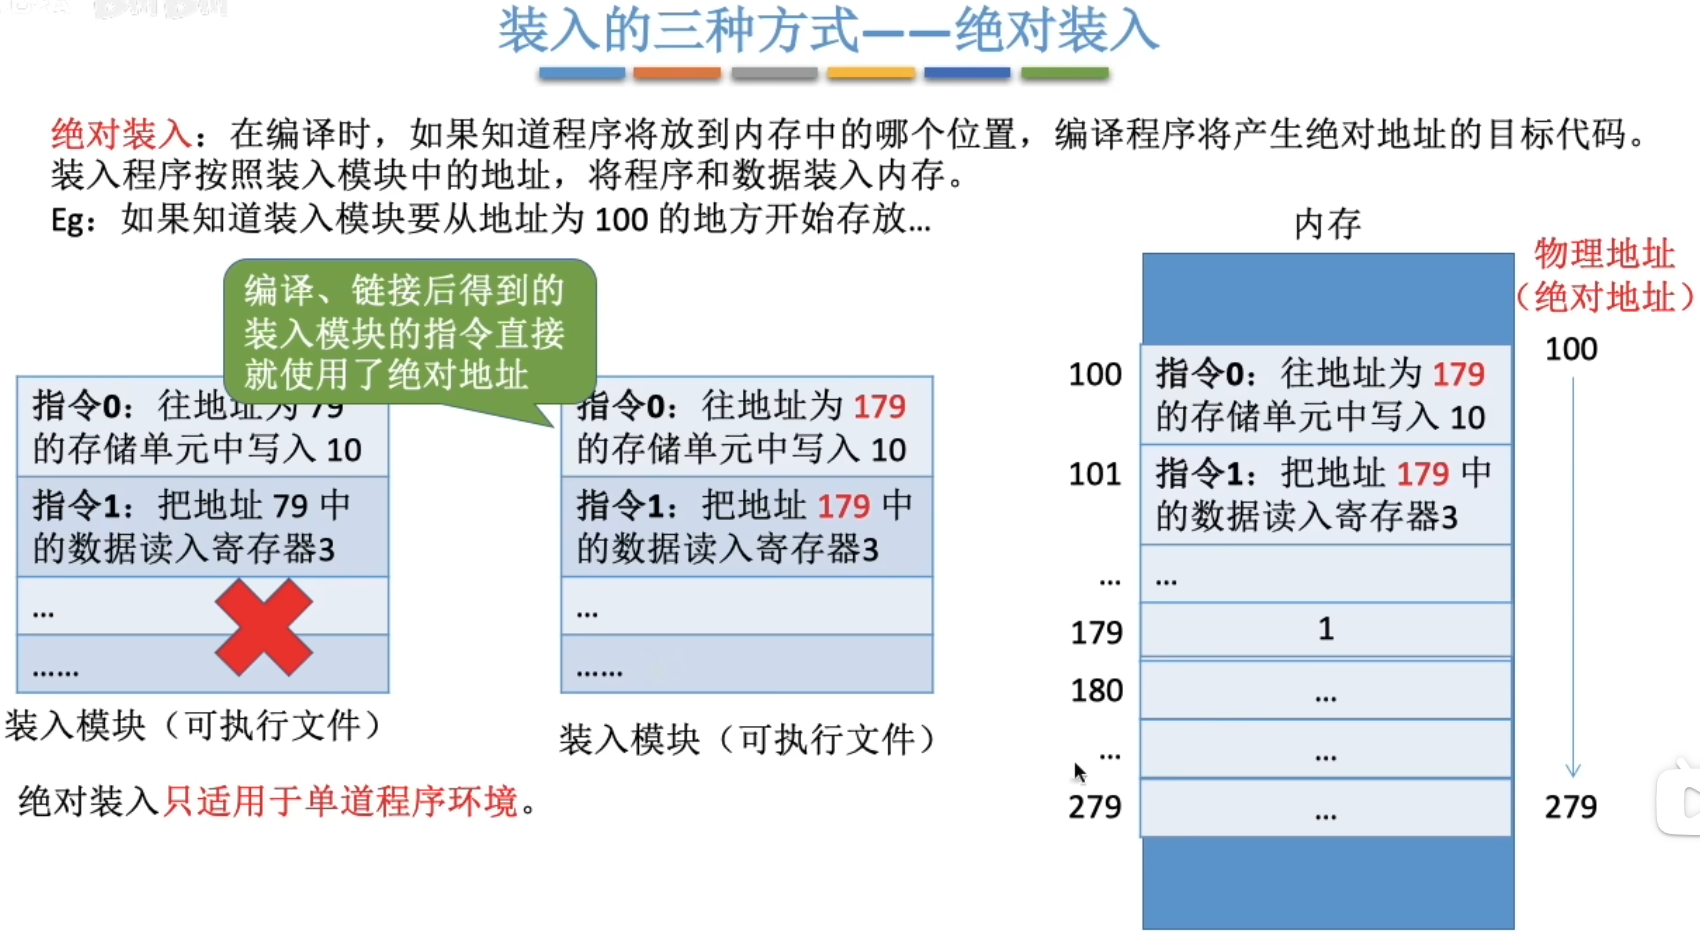 装入的三种方式——绝对装入
绝对装入：在编译时，如果知道程序将放到内存中的哪个位置，编译程序将产生绝对地址的目标代码。
装入程序按照装入模块中的地址，将程序和数据装入内存。
Eg：如果知道装入模块要从地址为 100 的地方开始存放...
编译、链接后得到的
装入模块的指令直接
就使用了绝对地址
指令0：往地址为 79
的存储单元中写入 10
指令1：把地址 79 中
的数据读入寄存器3
...
......
装入模块（可执行文件）
指令0：往地址为 179
的存储单元中写入 10
指令1：把地址 179 中
的数据读入寄存器3
...
......
装入模块（可执行文件）
绝对装入只适用于单道程序环境。
内存
物理地址
（绝对地址）
100
指令0：往地址为 179
的存储单元中写入 10
101
指令1：把地址 179 中
的数据读入寄存器3
... ...
179 1
180 ...
... ...
279 ...
100
279